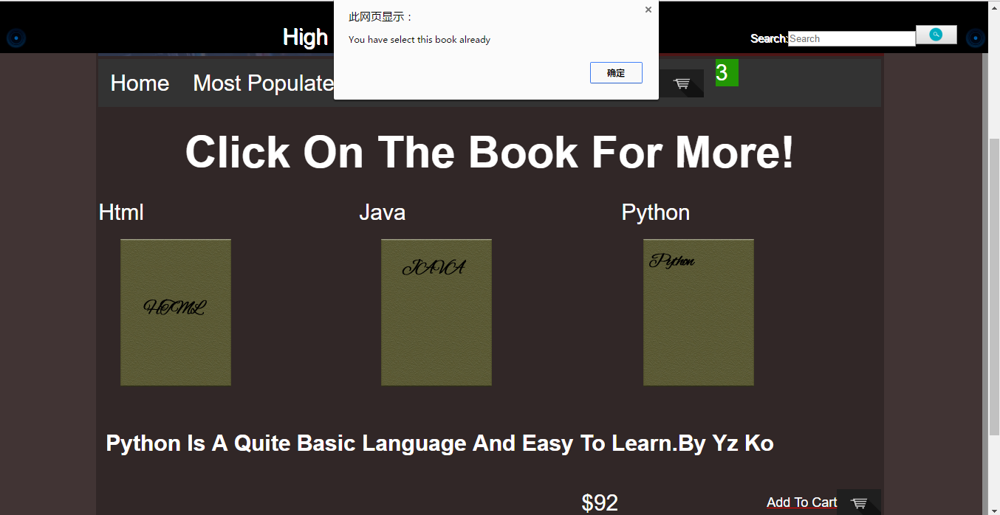 此网页显示：
You have select this book already
确定
High
Search:
Search
Home
Most Populate
3
Click On The Book For More!
Html
Java
Python
HTML
JAVA
Python
Python Is A Quite Basic Language And Easy To Learn.By Yz Ko
$92
Add To Cart